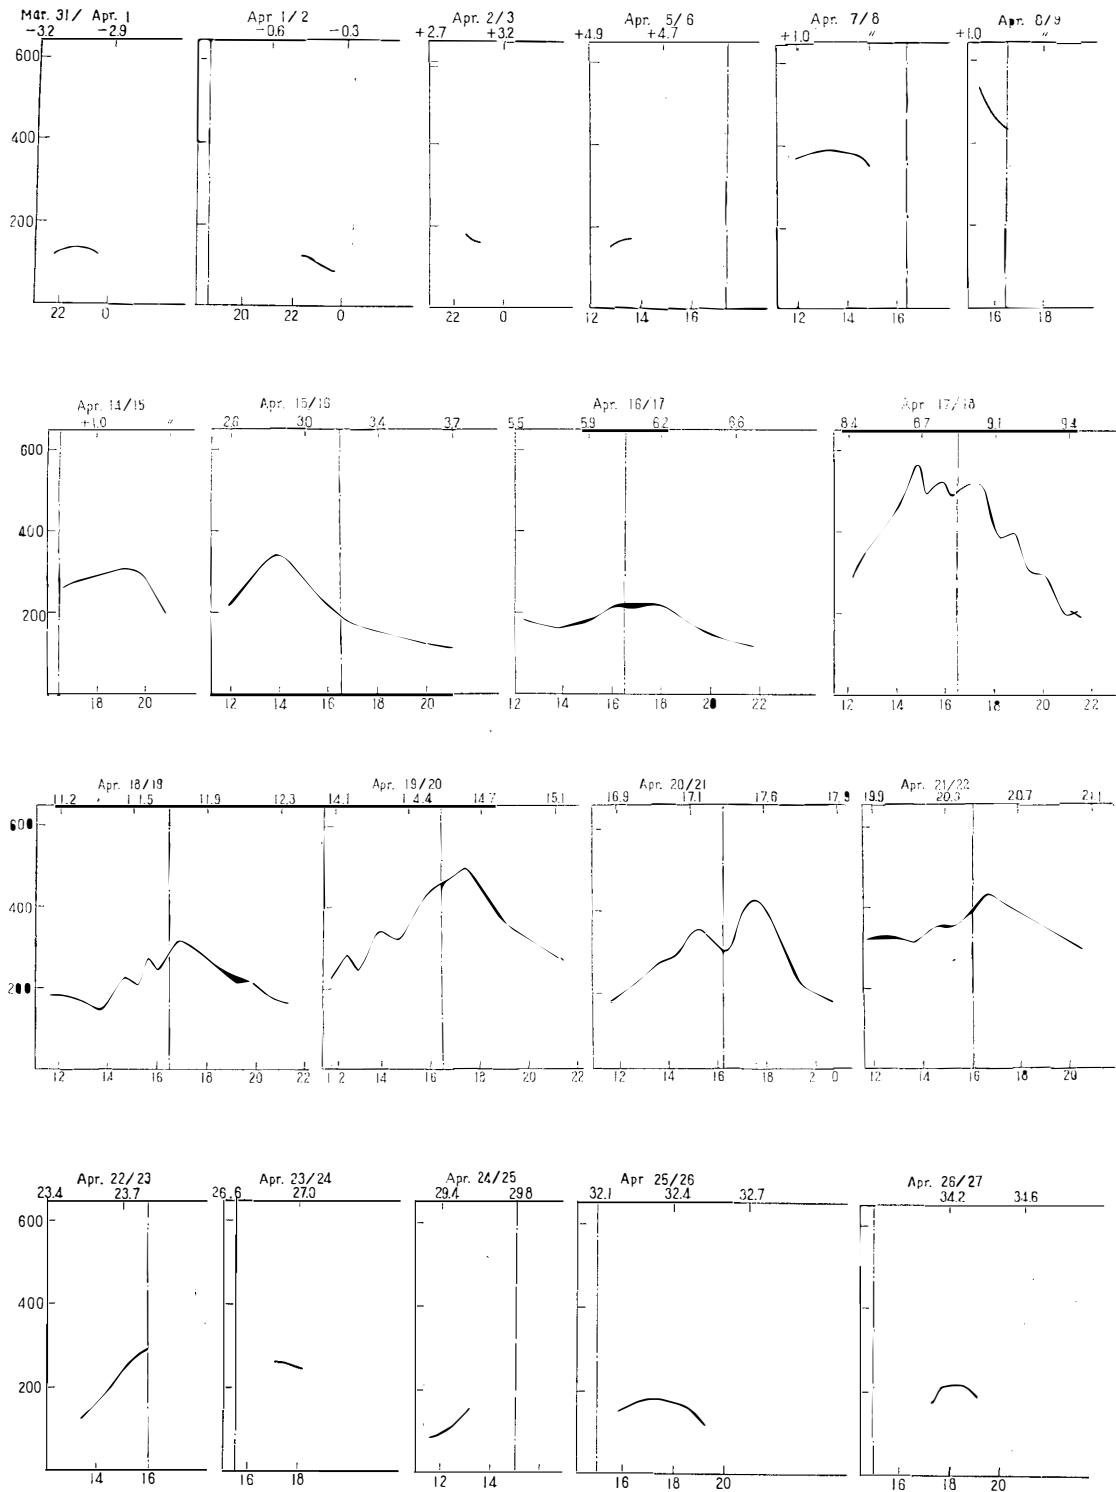 Mar. 31/ Apr. 1 Apr 1/2 Apr. 2/3 Apr. 5/6 Apr. 7/8 Apr. 8/9
−3.2 −2.9 −0.6 −0.3 +2.7 +3.2 +4.9 +4.7 +1.0 〃 +1.0 〃
600
400
200
22 0 20 22 0 22 0 12 14 16 12 14 16 16 18
Apr. 14/15 Apr. 15/16 Apr. 16/17 Apr 17/18
+1.0 〃 2.6 3.0 3.4 3.7 5.5 5.9 6.2 6.6 8.4 8.7 9.1 9.4
600
400
200
18 20 12 14 16 18 20 12 14 16 18 20 22 12 14 16 18 20 22
Apr. 18/19 Apr. 19/20 Apr. 20/21 Apr. 21/22
11.2 11.5 11.9 12.3 14.1 14.4 14.7 15.1 16.9 17.1 17.6 17.9 19.9 20.3 20.7 21.1
600
400
200
12 14 16 18 20 22 12 14 16 18 20 22 12 14 16 18 20 12 14 16 18 20
Apr. 22/23 Apr. 23/24 Apr. 24/25 Apr 25/26 Apr. 26/27
23.4 23.7 26.6 27.0 29.4 29.8 32.1 32.4 32.7 34.2 34.6
600
400
200
14 16 16 18 12 14 16 18 20 16 18 20